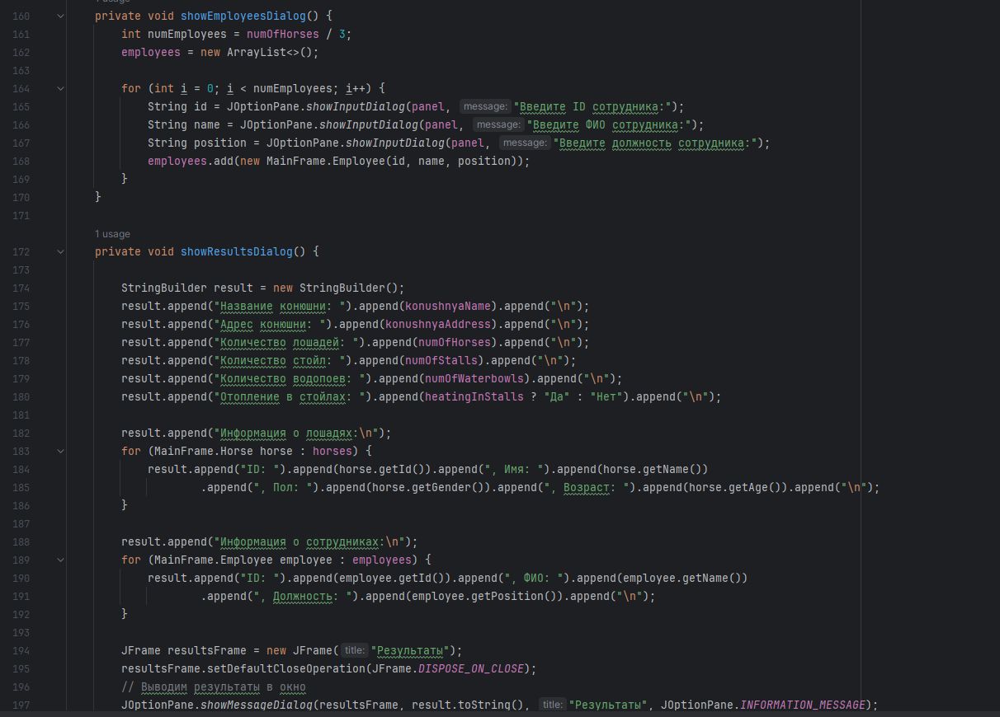 1 usage
160 private void showEmployeesDialog() {
161 int numEmployees = numOfHorses / 3;
162 employees = new ArrayList<>();
163
164 for (int i = 0; i < numEmployees; i++) {
165 String id = JOptionPane.showInputDialog(panel, message: "Введите ID сотрудника:");
166 String name = JOptionPane.showInputDialog(panel, message: "Введите ФИО сотрудника:");
167 String position = JOptionPane.showInputDialog(panel, message: "Введите должность сотрудника:");
168 employees.add(new MainFrame.Employee(id, name, position));
169 }
170 }
171
1 usage
172 private void showResultsDialog() {
173
174 StringBuilder result = new StringBuilder();
175 result.append("Название конюшни: ").append(konushnyaName).append("\n");
176 result.append("Адрес конюшни: ").append(konushnyaAddress).append("\n");
177 result.append("Количество лошадей: ").append(numOfHorses).append("\n");
178 result.append("Количество стойл: ").append(numOfStalls).append("\n");
179 result.append("Количество водопоев: ").append(numOfWaterbowls).append("\n");
180 result.append("Отопление в стойлах: ").append(heatingInStalls ? "Да" : "Нет").append("\n");
181
182 result.append("Информация о лошадях:\n");
183 for (MainFrame.Horse horse : horses) {
184 result.append("ID: ").append(horse.getId()).append(", Имя: ").append(horse.getName())
185 .append(", Пол: ").append(horse.getGender()).append(", Возраст: ").append(horse.getAge()).append("\n");
186 }
187
188 result.append("Информация о сотрудниках:\n");
189 for (MainFrame.Employee employee : employees) {
190 result.append("ID: ").append(employee.getId()).append(", ФИО: ").append(employee.getName())
191 .append(", Должность: ").append(employee.getPosition()).append("\n");
192 }
193
194 JFrame resultsFrame = new JFrame( title: "Результаты");
195 resultsFrame.setDefaultCloseOperation(JFrame.DISPOSE_ON_CLOSE);
196 // Выводим результаты в окно
197 JOptionPane.showMessageDialog(resultsFrame, result.toString(), title: "Результаты", JOptionPane.INFORMATION_MESSAGE);